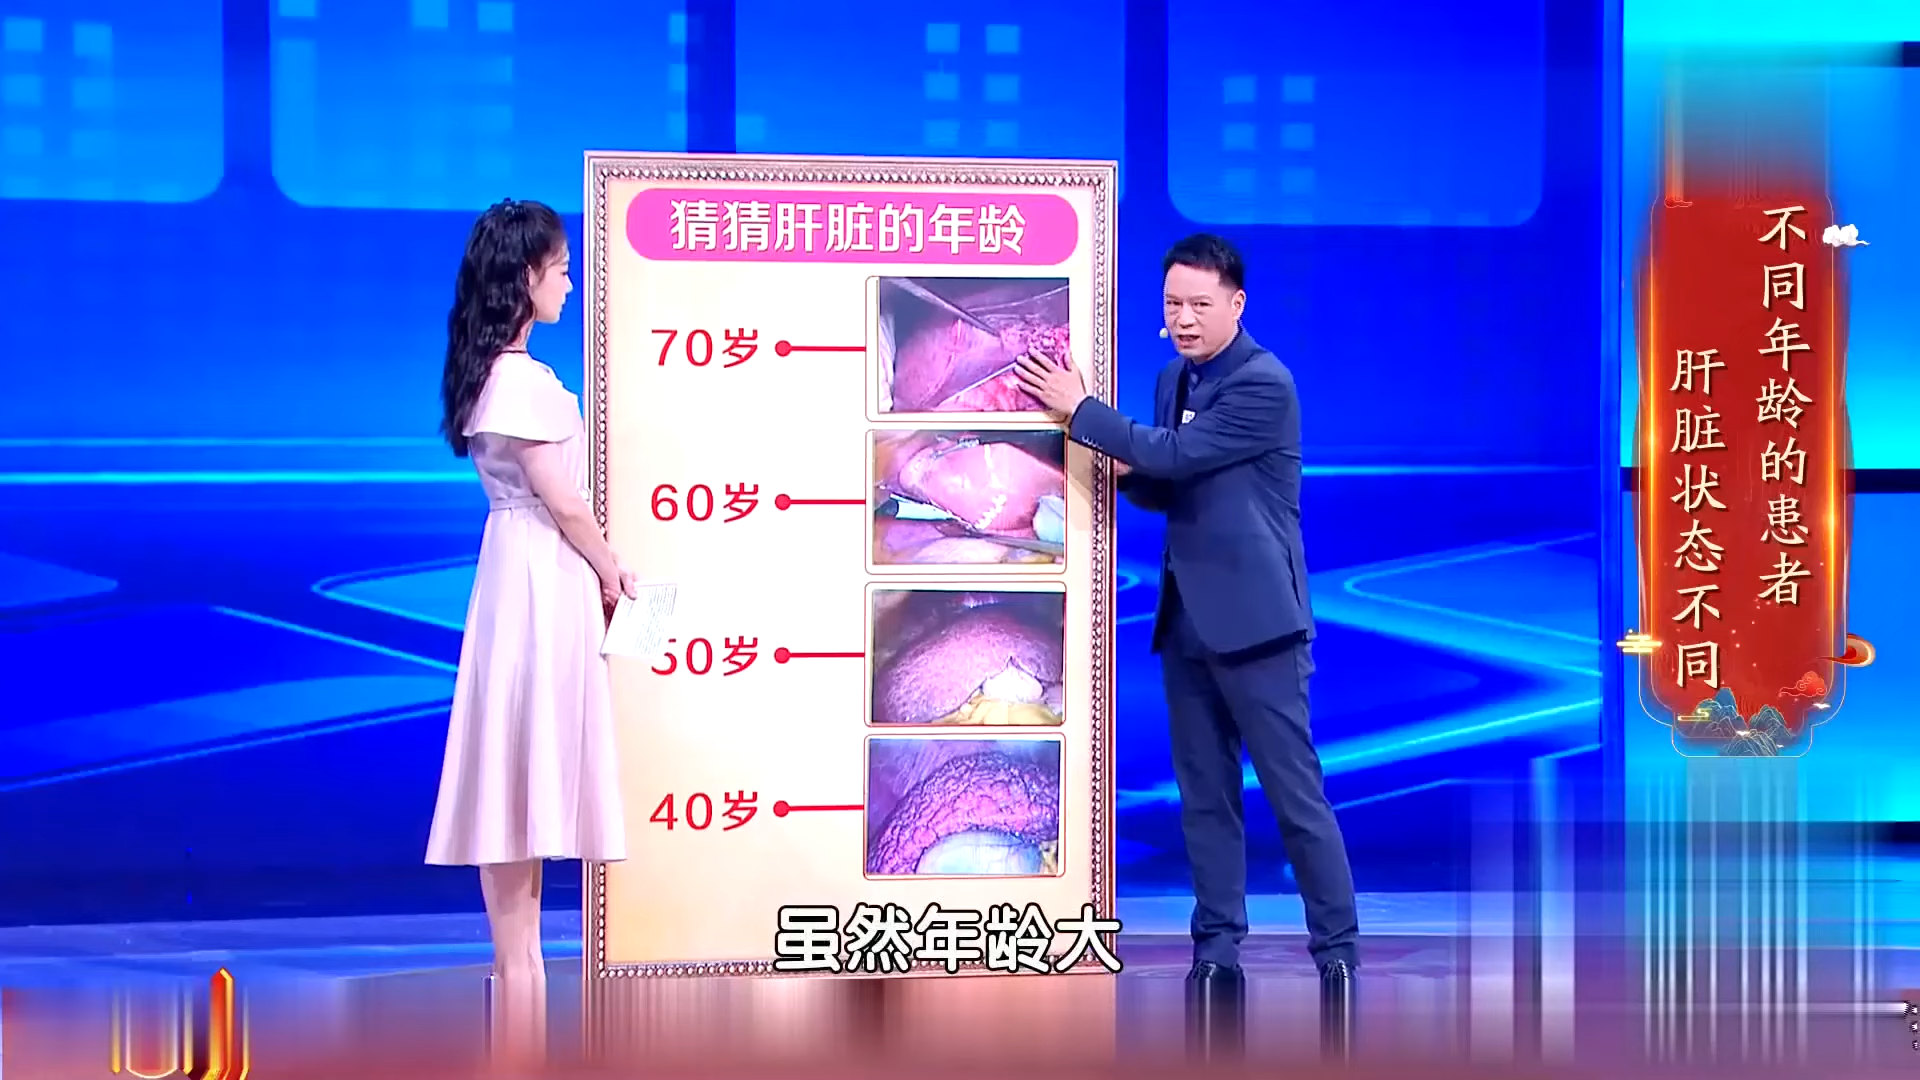 猜猜肝脏的年龄
70岁
60岁
50岁
40岁
不同年龄的患者
肝脏状态不同
虽然年龄大